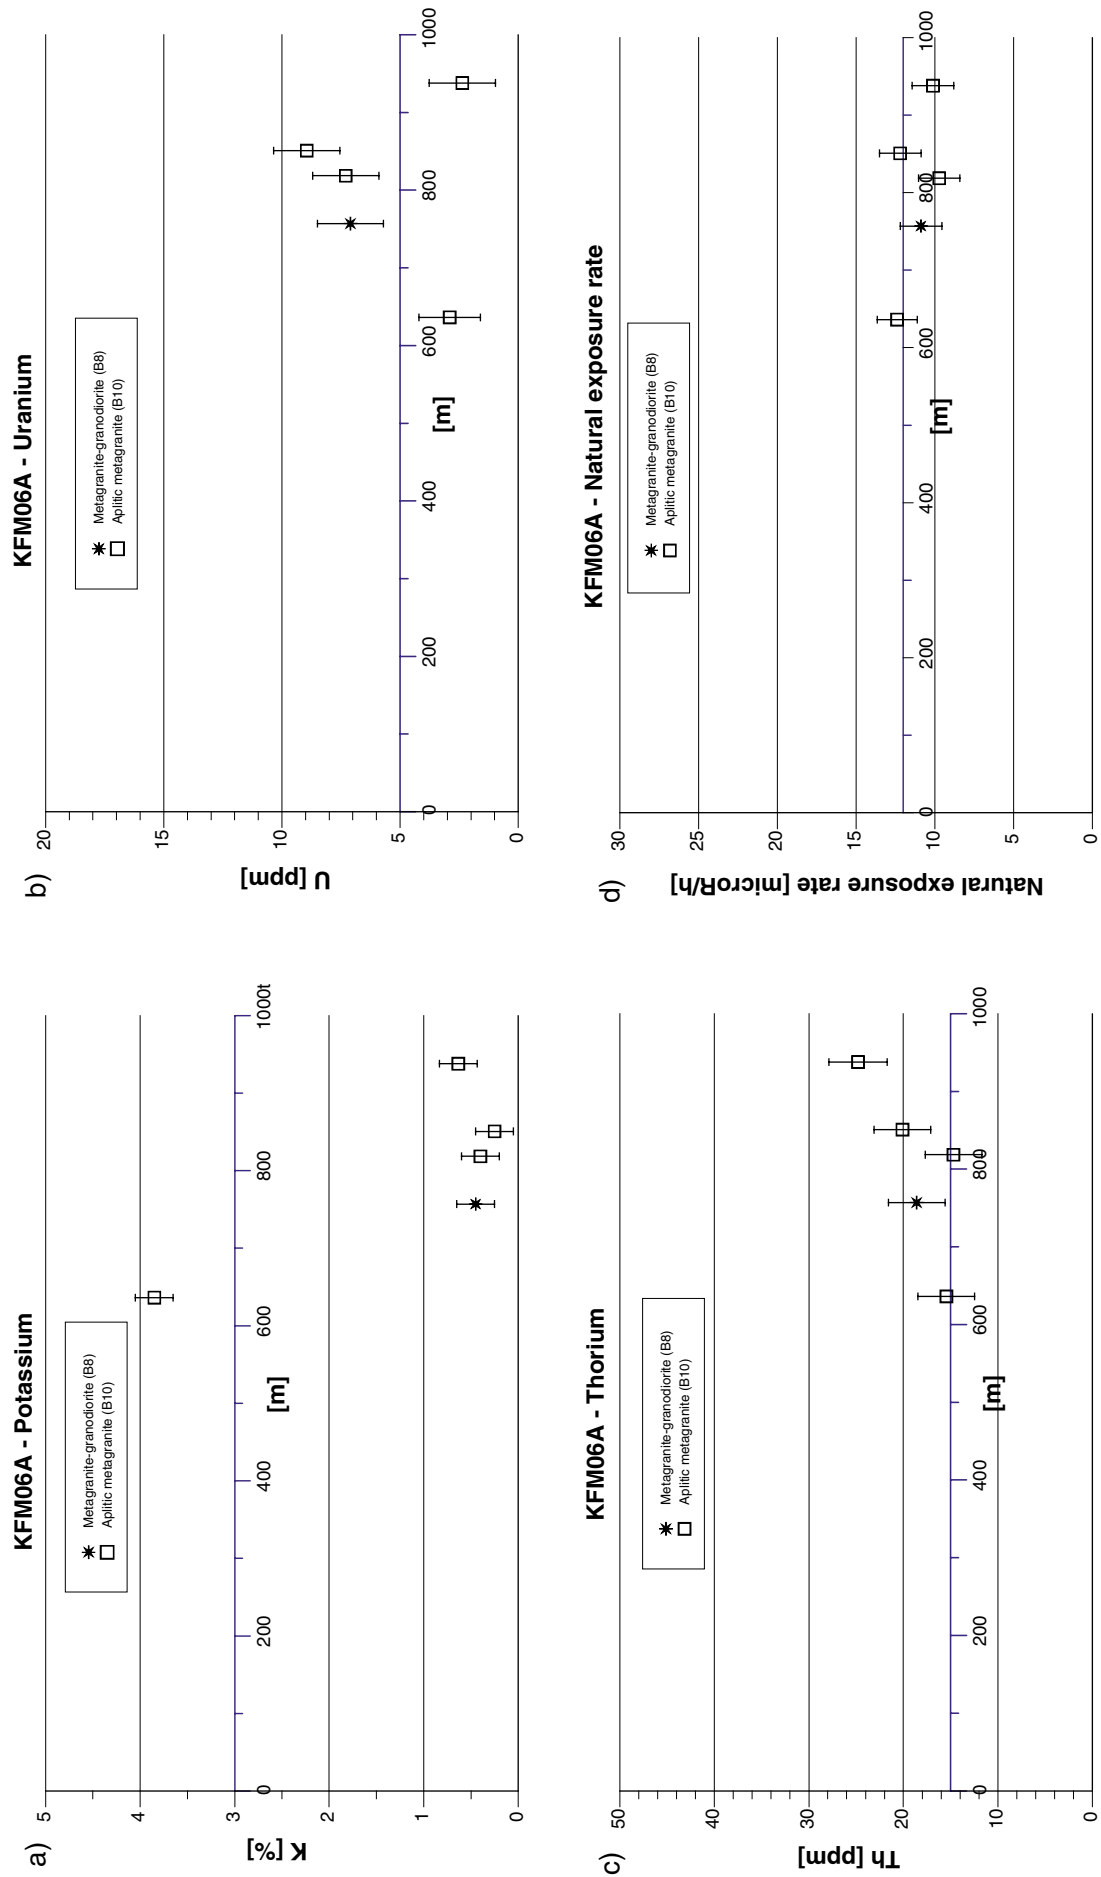 a)
KFM06A - Potassium
Metagranite-granodiorite (B8)
Aplitic metagranite (B10)
K [%]
5
4
3
2
1
0
0
200
400
600
800
1000t
[m]
b)
KFM06A - Uranium
Metagranite-granodiorite (B8)
Aplitic metagranite (B10)
U [ppm]
20
15
10
5
0
0
200
400
600
800
1000
[m]
c)
KFM06A - Thorium
Metagranite-granodiorite (B8)
Aplitic metagranite (B10)
Th [ppm]
50
40
30
20
10
0
0
200
400
600
800
1000
[m]
d)
KFM06A - Natural exposure rate
Metagranite-granodiorite (B8)
Aplitic metagranite (B10)
Natural exposure rate [microR/h]
30
25
20
15
10
5
0
0
200
400
600
800
1000
[m]